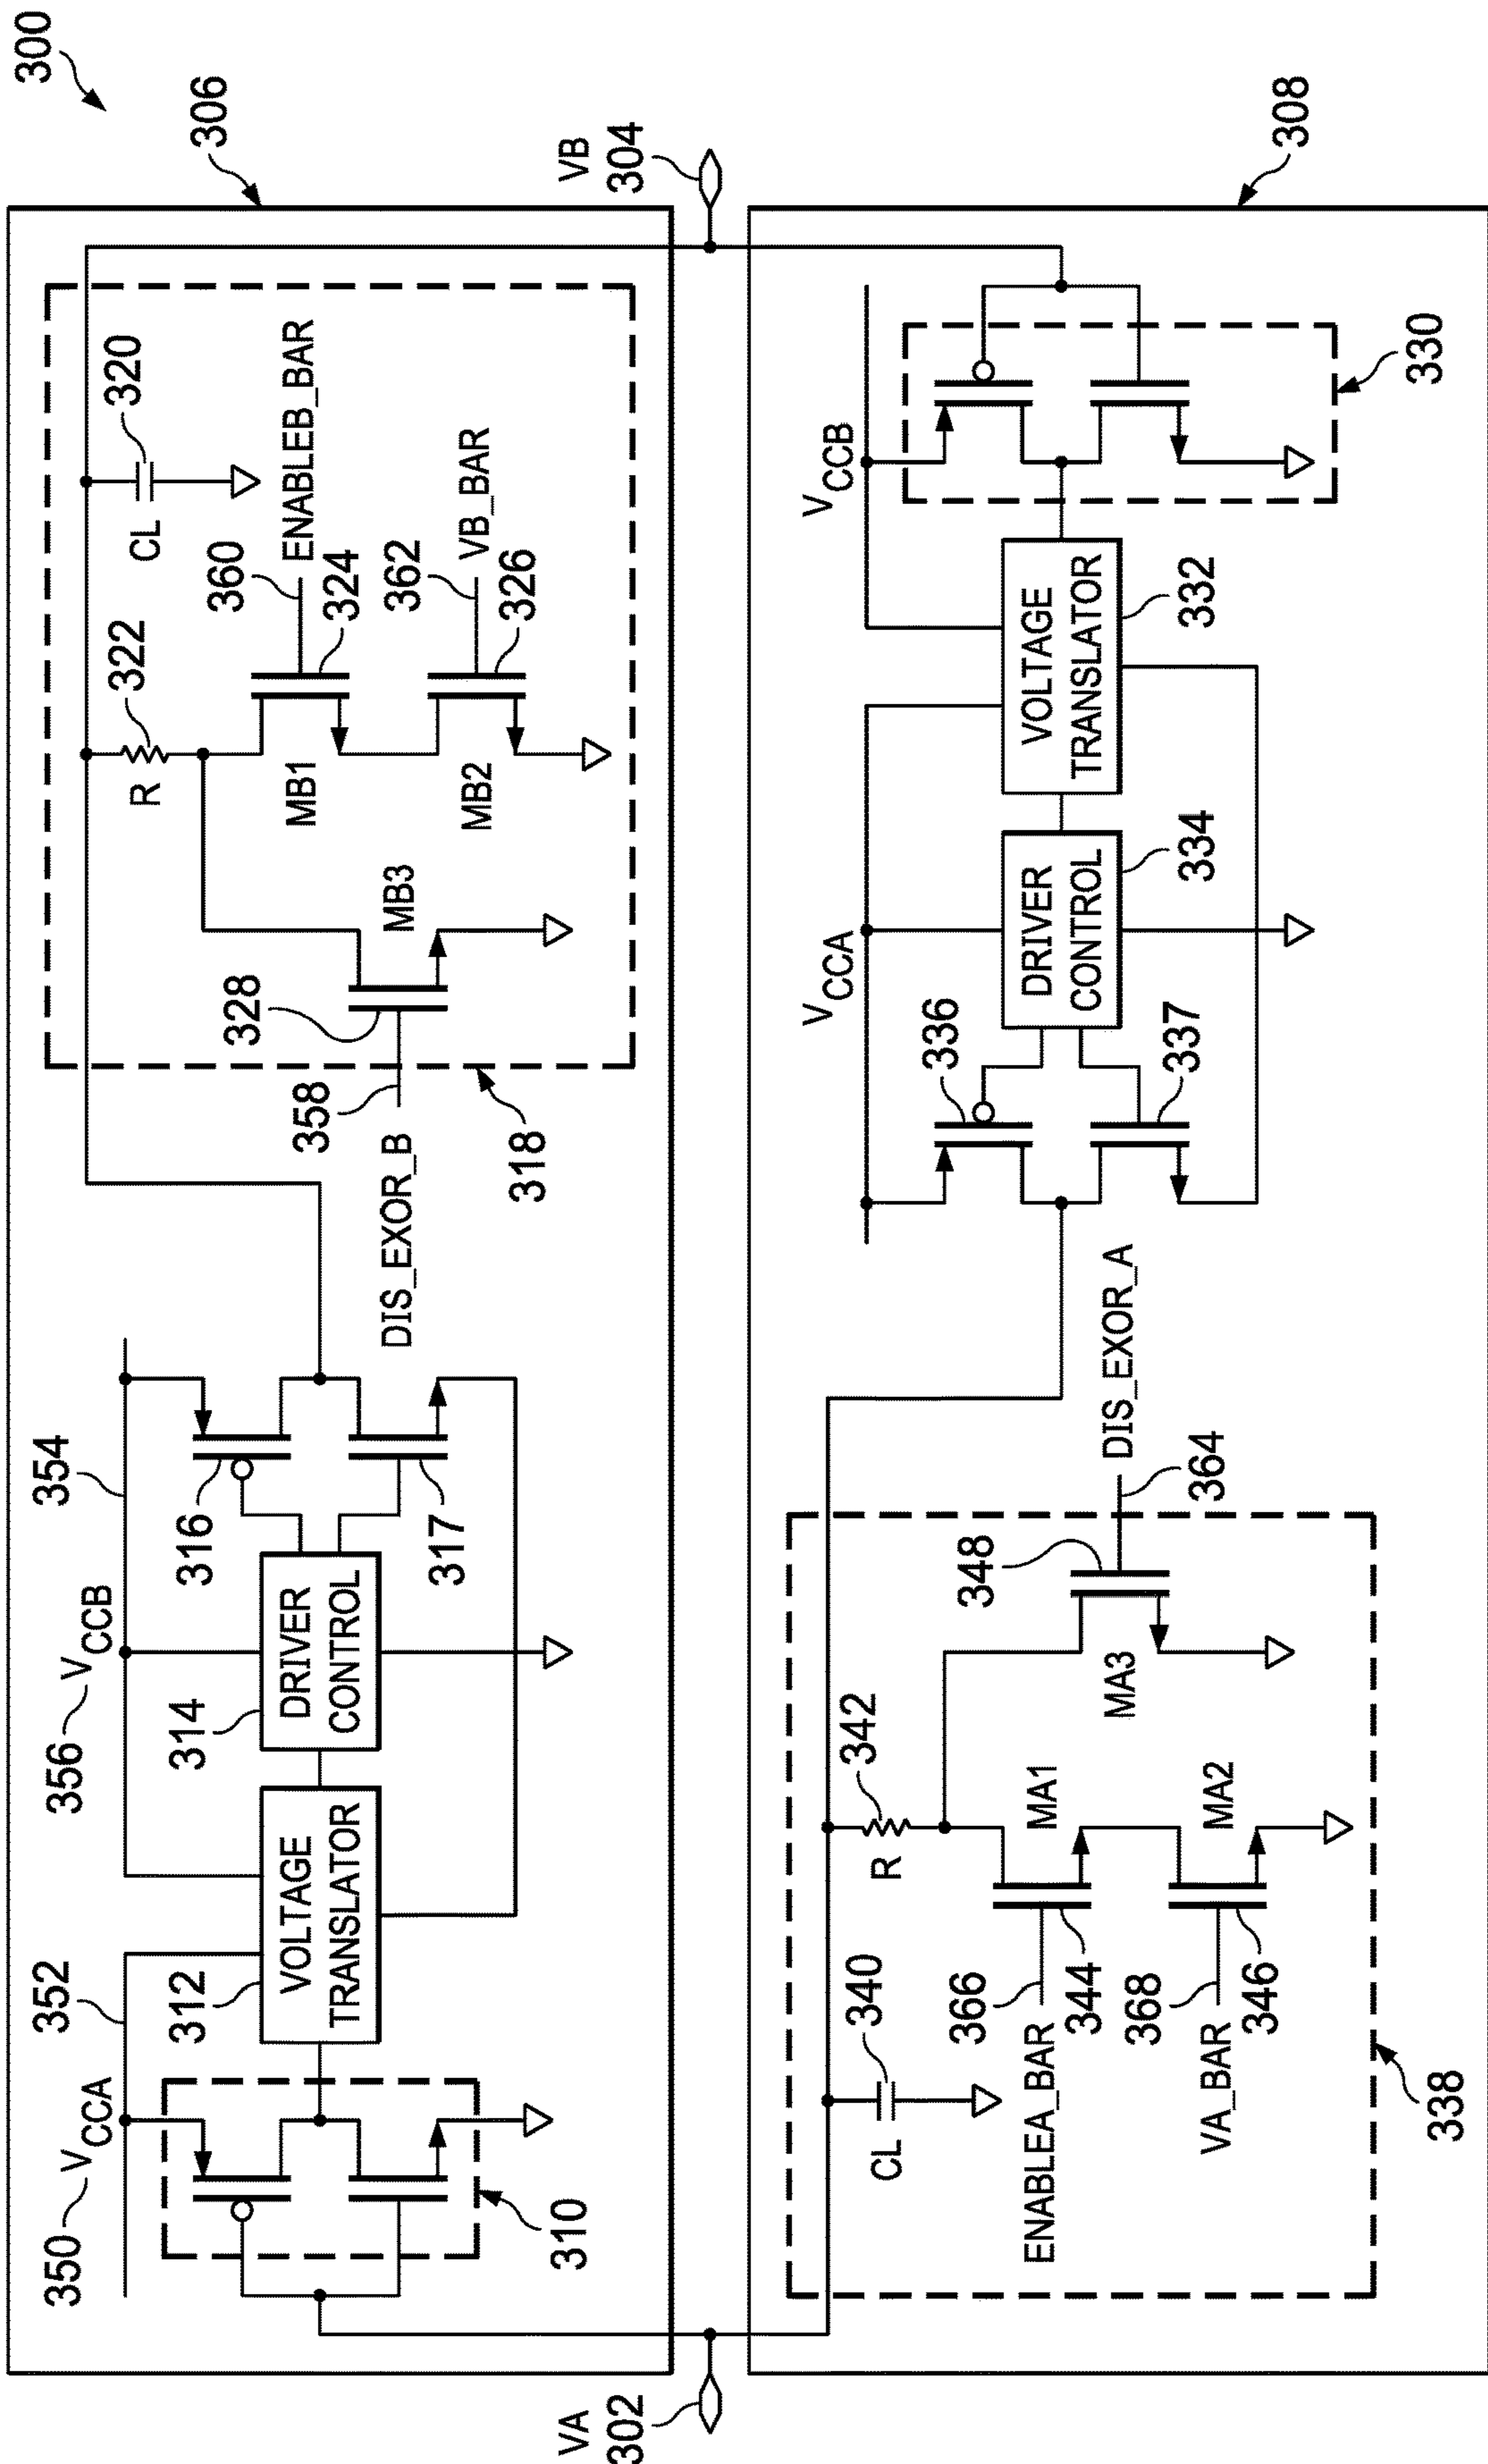 300
306
354
356 VCCB
316
314
DRIVER
CONTROL
317
322
R
320
CL
360
ENABLEB_BAR
324
MB1
362
VB_BAR
326
MB2
328
MB3
358
DIS_EXOR_B
318
350 VCCA
352
312
VOLTAGE
TRANSLATOR
310
VA
302
VB
304
308
VCCA
VCCB
336
337
DRIVER
CONTROL
334
VOLTAGE
TRANSLATOR
332
330
342
R
340
CL
366
ENABLEA_BAR
344
MA1
368
VA_BAR
346
MA2
348
MA3
DIS_EXOR_A
364
338